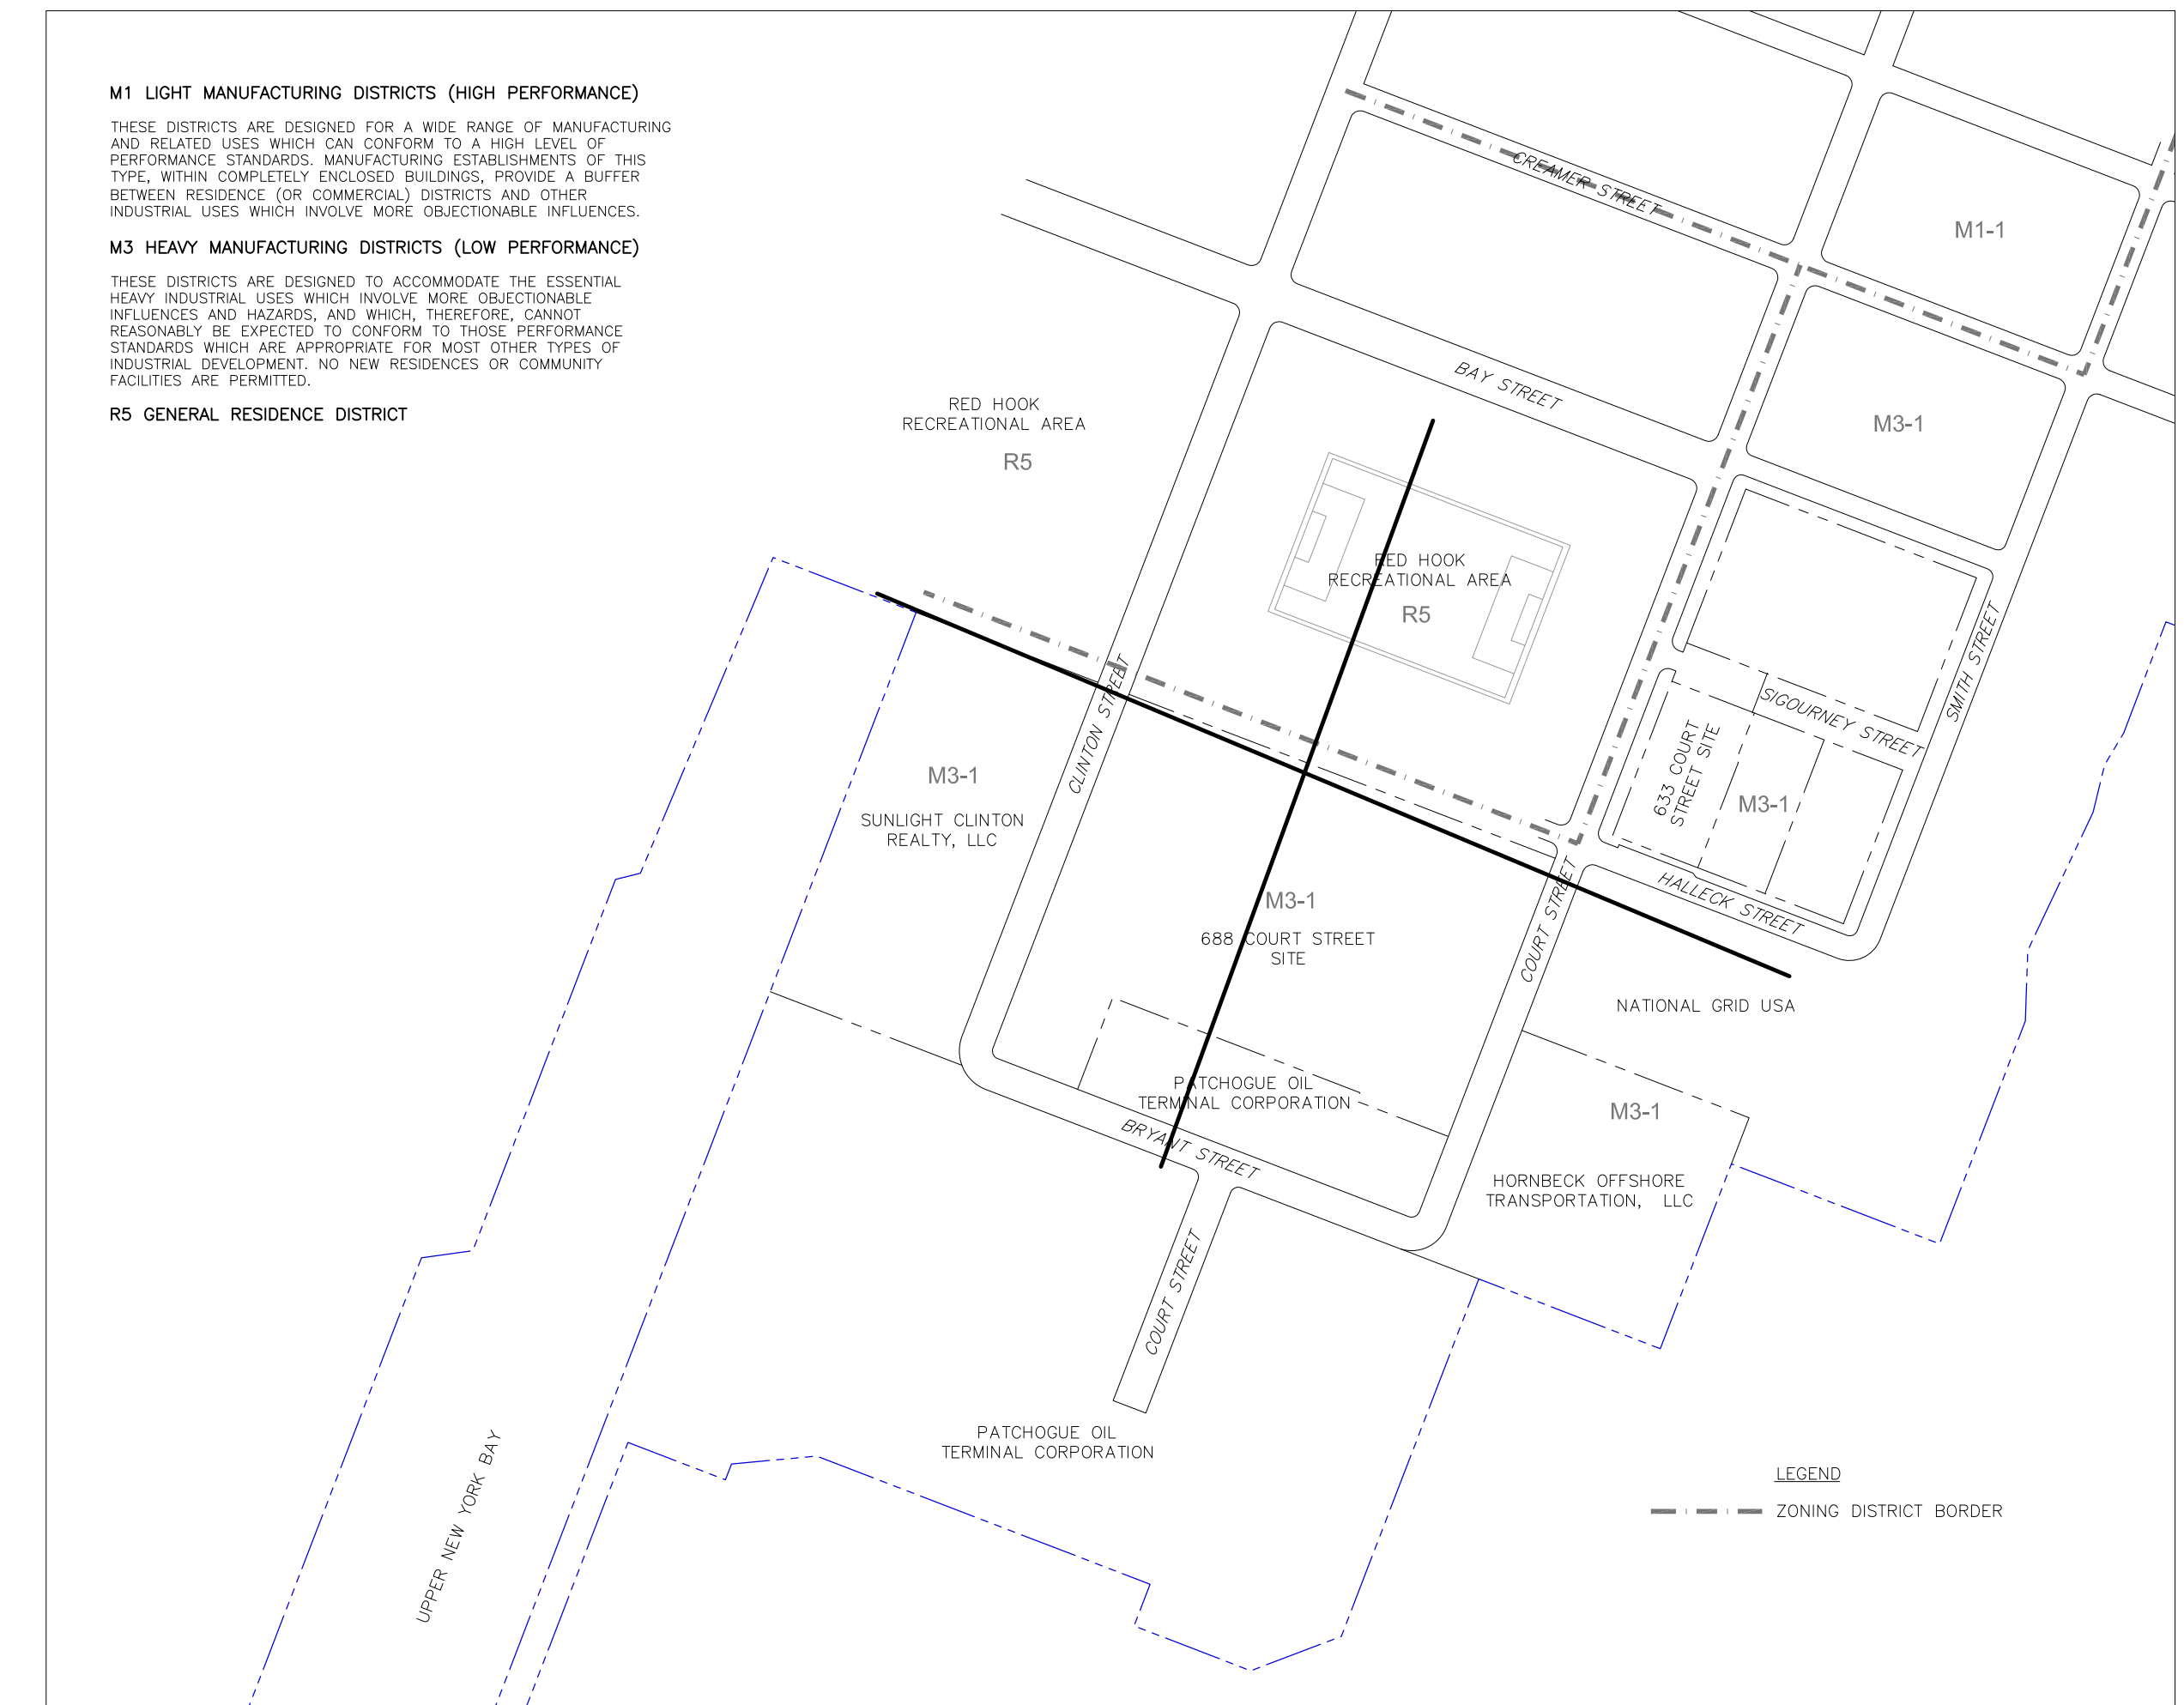 M1 LIGHT MANUFACTURING DISTRICTS (HIGH PERFORMANCE)
THESE DISTRICTS ARE DESIGNED FOR A WIDE RANGE OF MANUFACTURING
AND RELATED USES WHICH CAN CONFORM TO A HIGH LEVEL OF
PERFORMANCE STANDARDS. MANUFACTURING ESTABLISHMENTS OF THIS
TYPE, WITHIN COMPLETELY ENCLOSED BUILDINGS, PROVIDE A BUFFER
BETWEEN RESIDENCE (OR COMMERCIAL) DISTRICTS AND OTHER
INDUSTRIAL USES WHICH INVOLVE MORE OBJECTIONABLE INFLUENCES.
M3 HEAVY MANUFACTURING DISTRICTS (LOW PERFORMANCE)
THESE DISTRICTS ARE DESIGNED TO ACCOMMODATE THE ESSENTIAL
HEAVY INDUSTRIAL USES WHICH INVOLVE MORE OBJECTIONABLE
INFLUENCES AND HAZARDS, AND WHICH, THEREFORE, CANNOT
REASONABLY BE EXPECTED TO CONFORM TO THOSE PERFORMANCE
STANDARDS WHICH ARE APPROPRIATE FOR MOST OTHER TYPES OF
INDUSTRIAL DEVELOPMENT. NO NEW RESIDENCES OR COMMUNITY
FACILITIES ARE PERMITTED.
R5 GENERAL RESIDENCE DISTRICT
CREAMER STREET
M1-1
BAY STREET
M3-1
RED HOOK
RECREATIONAL AREA
R5
RED HOOK
RECREATIONAL AREA
R5
SMITH STREET
SIGOURNEY STREET
CLINTON STREET
633 COURT
STREET SITE
M3-1
M3-1
SUNLIGHT CLINTON
REALTY, LLC
HALLECK STREET
M3-1
688 COURT STREET
SITE
COURT STREET
NATIONAL GRID USA
PATCHOGUE OIL
TERMINAL CORPORATION
M3-1
BRYANT STREET
HORNBECK OFFSHORE
TRANSPORTATION, LLC
COURT STREET
PATCHOGUE OIL
TERMINAL CORPORATION
UPPER NEW YORK BAY
LEGEND
ZONING DISTRICT BORDER